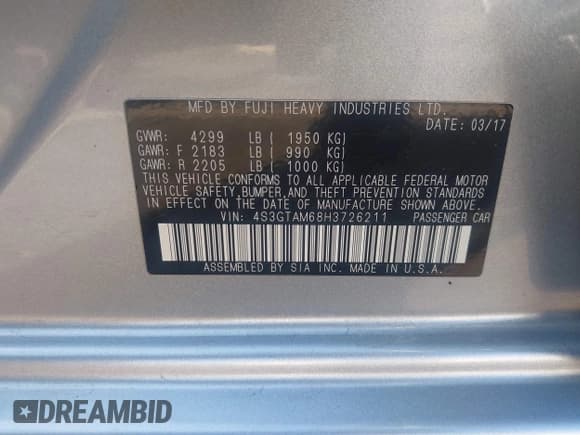 MFD BY FUJI HEAVY INDUSTRIES LTD.
DATE: 03/17
GVWR: 4299 LB ( 1950 KG)
GAWR: F 2183 LB ( 990 KG)
GAWR: R 2205 LB ( 1000 KG)
THIS VEHICLE CONFORMS TO ALL APPLICABLE FEDERAL MOTOR
VEHICLE SAFETY, BUMPER, AND THEFT PREVENTION STANDARDS
IN EFFECT ON THE DATE OF MANUFACTURE SHOWN ABOVE.
VIN: 4S3GTAM68H3726211 PASSENGER CAR
ASSEMBLED BY SIA INC. MADE IN U.S.A.
DREAMBID